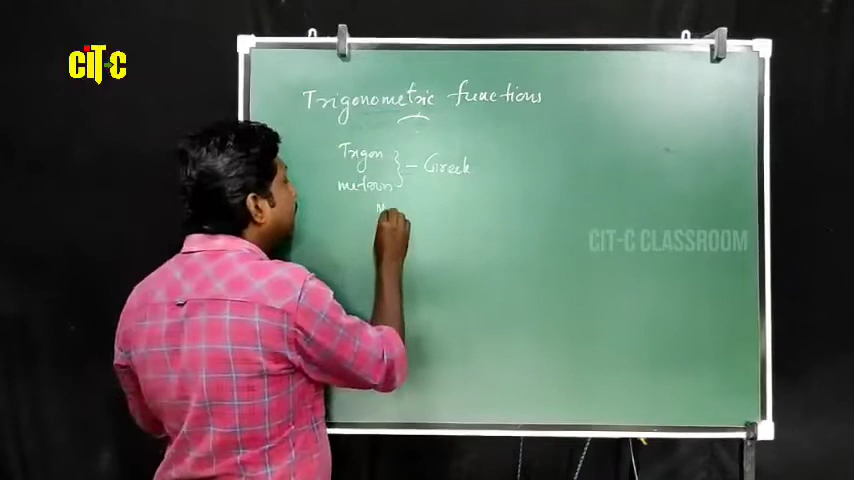 CiT-C
Trigonometric functions
Trigon
metron } - Greek
M
CIT-C CLASSROOM